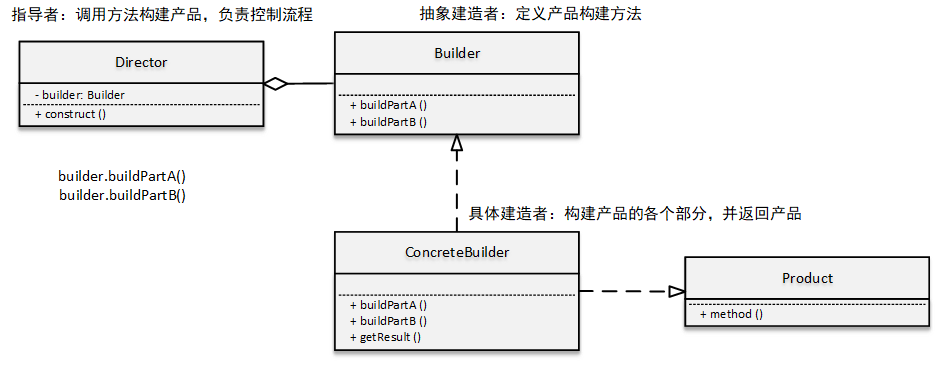 指导者：调用方法构建产品，负责控制流程
抽象建造者：定义产品构建方法
Director
- builder: Builder
+ construct ()
Builder
+ buildPartA ()
+ buildPartB ()
builder.buildPartA()
builder.buildPartB()
具体建造者：构建产品的各个部分，并返回产品
ConcreteBuilder
+ buildPartA ()
+ buildPartB ()
+ getResult ()
Product
+ method ()